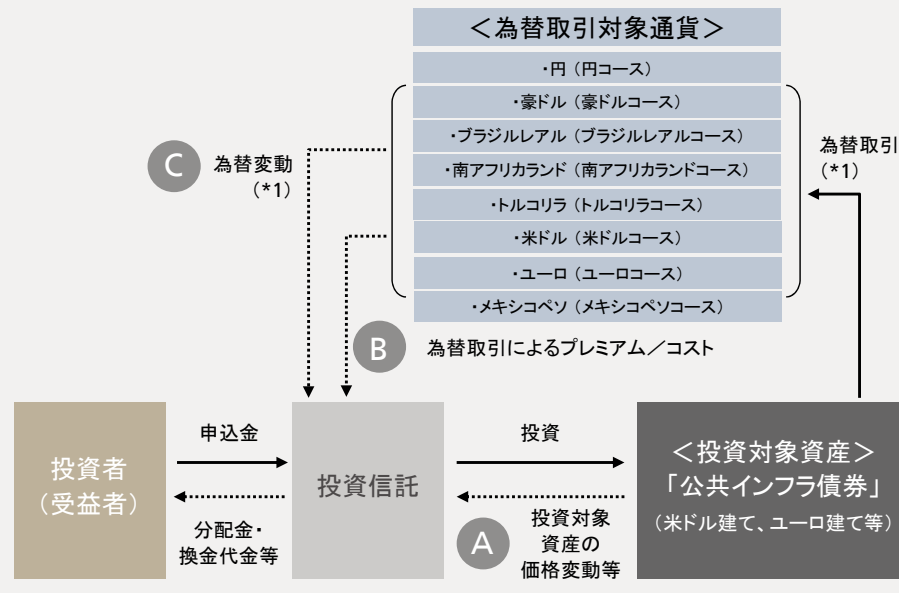 ＜為替取引対象通貨＞
・円（円コース）
・豪ドル（豪ドルコース）
・ブラジルレアル（ブラジルレアルコース）
・南アフリカランド（南アフリカランドコース）
・トルコリラ（トルコリラコース）
・米ドル（米ドルコース）
・ユーロ（ユーロコース）
・メキシコペソ（メキシコペソコース）
C
為替変動
(*1)
為替取引
(*1)
B
為替取引によるプレミアム／コスト
投資者
（受益者）
申込金
分配金・
換金代金等
投資信託
投資
A
投資対象
資産の
価格変動等
＜投資対象資産＞
「公共インフラ債券」
（米ドル建て、ユーロ建て等）